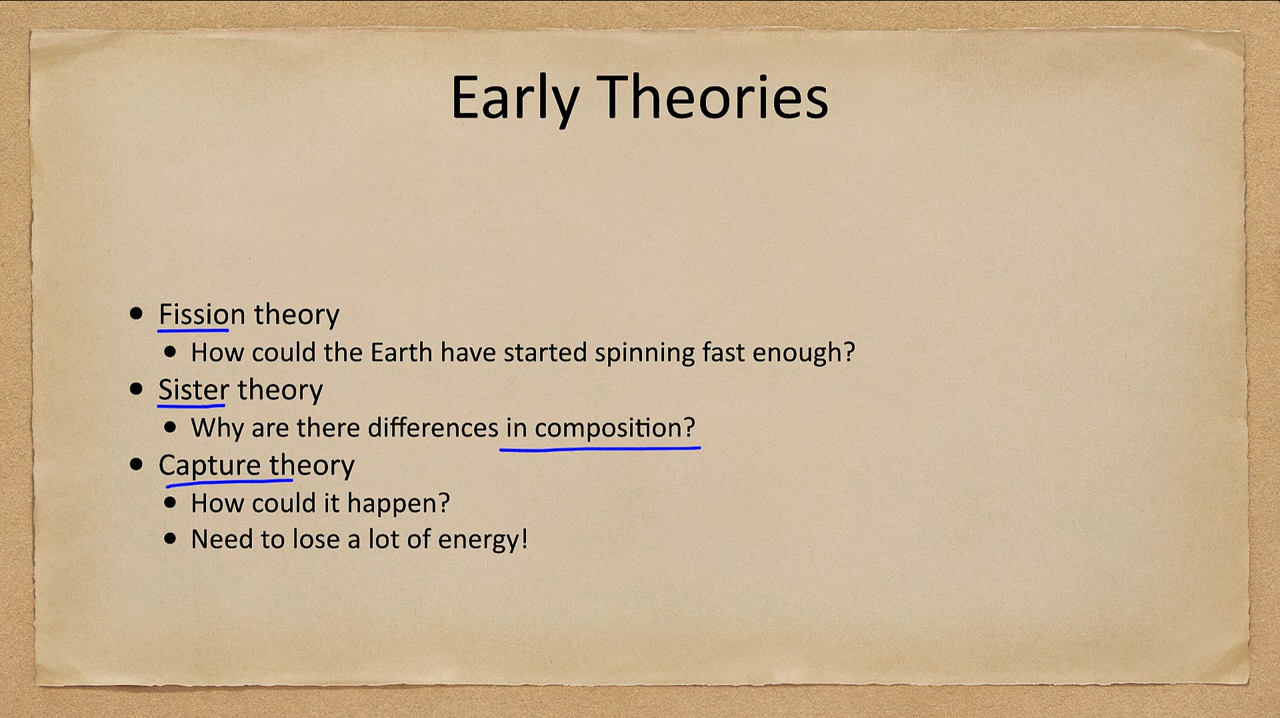 Early Theories
• Fission theory
• How could the Earth have started spinning fast enough?
• Sister theory
• Why are there differences in composition?
• Capture theory
• How could it happen?
• Need to lose a lot of energy!